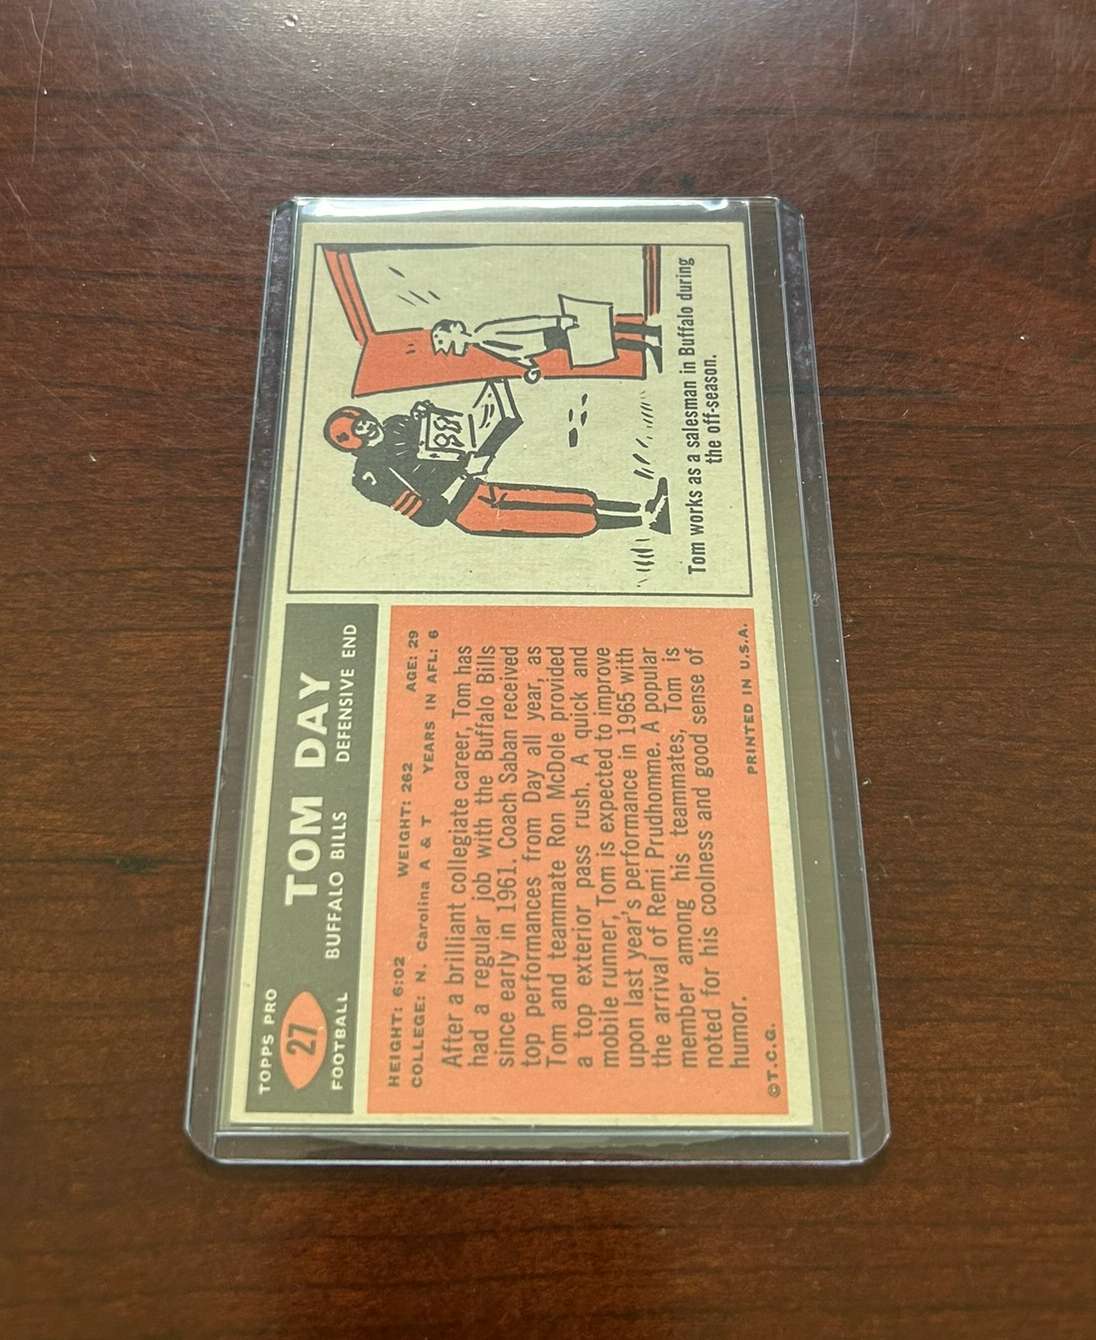 TOPPS PRO
27
FOOTBALL
TOM DAY
BUFFALO BILLS DEFENSIVE END
HEIGHT: 6:02 WEIGHT: 262 AGE: 29
COLLEGE: N. Carolina A & T YEARS IN AFL: 6
After a brilliant collegiate career, Tom has
had a regular job with the Buffalo Bills
since early in 1961. Coach Saban received
top performances from Day all year, as
Tom and teammate Ron McDole provided
a top exterior pass rush. A quick and
mobile runner, Tom is expected to improve
upon last year's performance in 1965 with
the arrival of Remi Prudhomme. A popular
member among his teammates, Tom is
noted for his coolness and good sense of
humor.
©T.C.G. PRINTED IN U.S.A.
Tom works as a salesman in Buffalo during
the off-season.